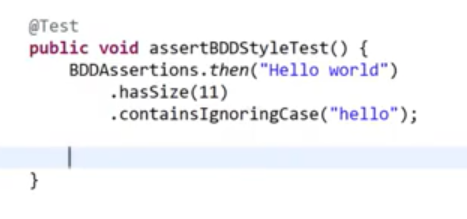 @Test
public void assertBDDStyleTest() {
    BDDAssertions.then("Hello world")
        .hasSize(11)
        .containsIgnoringCase("hello");
}